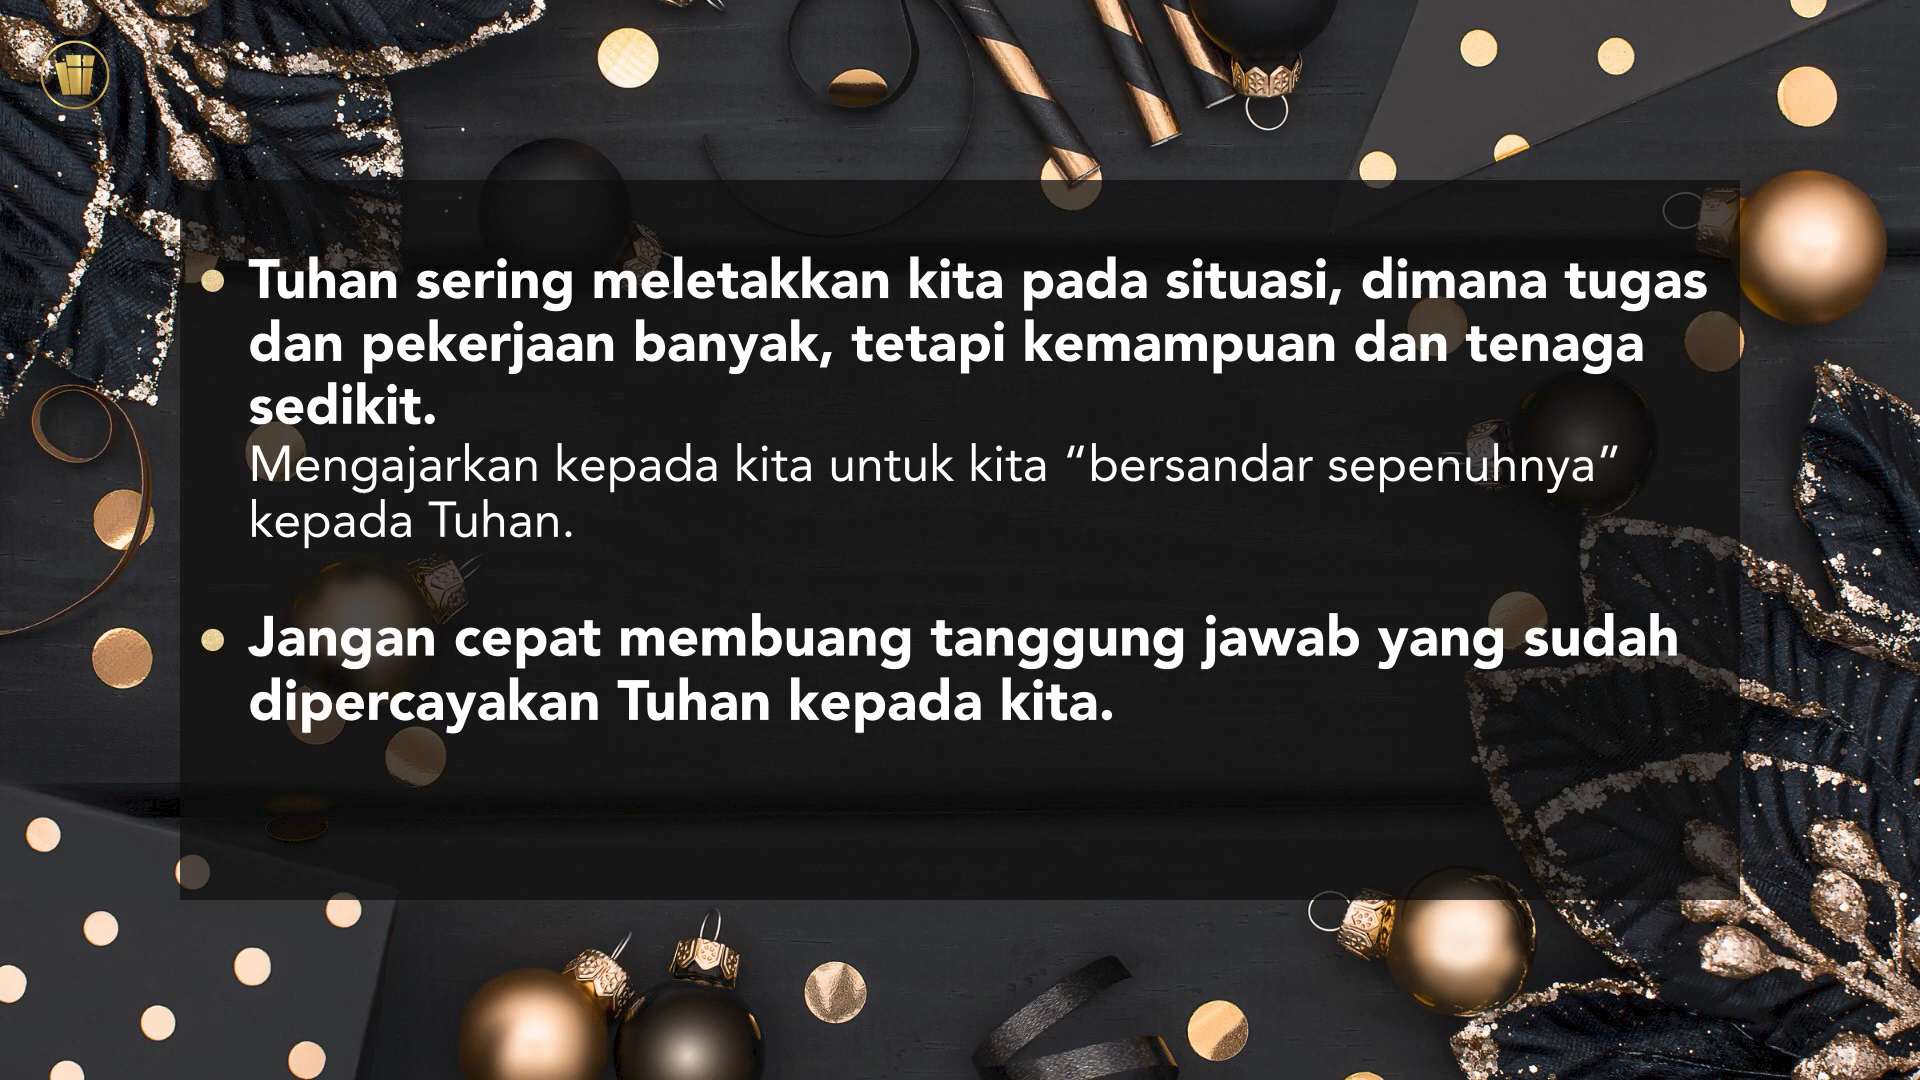 • Tuhan sering meletakkan kita pada situasi, dimana tugas
dan pekerjaan banyak, tetapi kemampuan dan tenaga
sedikit.
Mengajarkan kepada kita untuk kita “bersandar sepenuhnya”
kepada Tuhan.
• Jangan cepat membuang tanggung jawab yang sudah
dipercayakan Tuhan kepada kita.